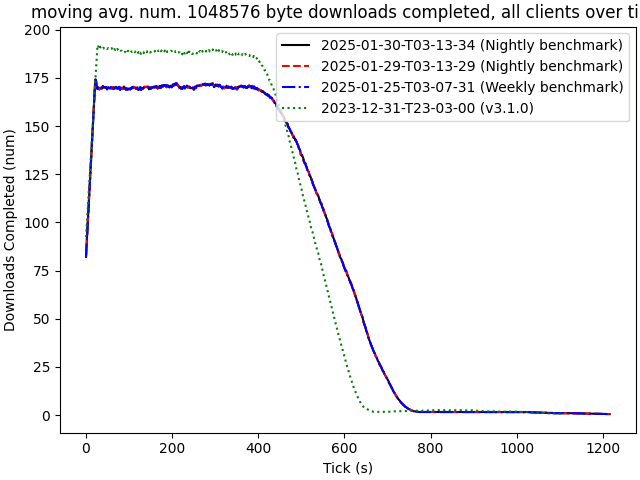 moving avg. num. 1048576 byte downloads completed, all clients over ti
2025-01-30-T03-13-34 (Nightly benchmark)
2025-01-29-T03-13-29 (Nightly benchmark)
2025-01-25-T03-07-31 (Weekly benchmark)
2023-12-31-T23-03-00 (v3.1.0)
Downloads Completed (num)
200
175
150
125
100
75
50
25
0
0 200 400 600 800 1000 1200
Tick (s)